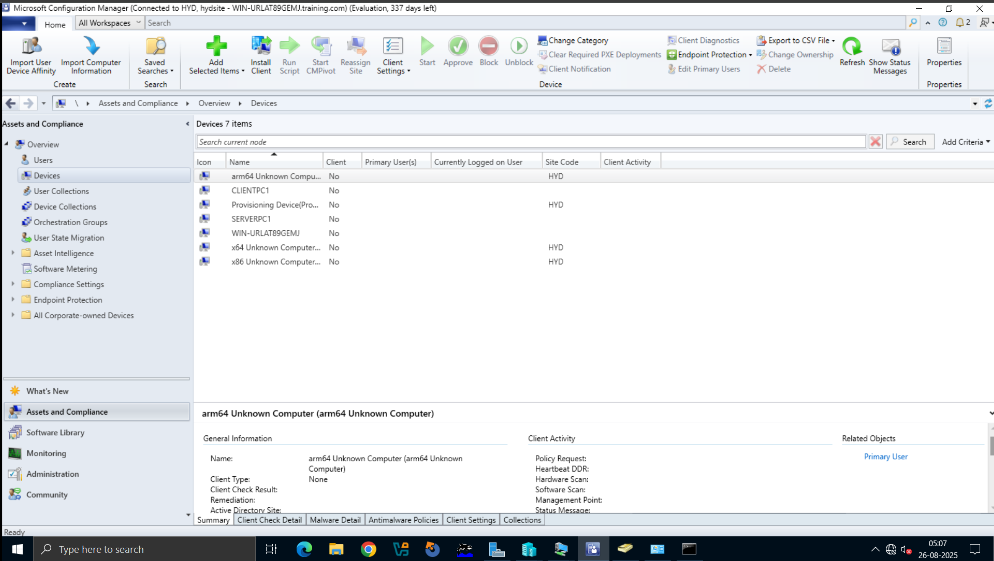 Microsoft Configuration Manager (Connected to HYD, hydsite - WIN-URLAT89GEMJ.training.com) (Evaluation, 337 days left)
Home All Workspaces Search 2
Import User Device Affinity
Import Computer Information
Saved Searches
Add Selected Items
Install Client
Run Script
Start CMPivot
Reassign Site
Client Settings
Start
Approve
Block
Unblock
Change Category
Clear Required PXE Deployments
Client Notification
Client Diagnostics
Endpoint Protection
Edit Primary Users
Export to CSV File
Change Ownership
Delete
Refresh
Show Status Messages
Properties
Create Search Device Properties
\ Assets and Compliance Overview Devices
Assets and Compliance
Overview
Users
Devices
User Collections
Device Collections
Orchestration Groups
User State Migration
Asset Intelligence
Software Metering
Compliance Settings
Endpoint Protection
All Corporate-owned Devices
What's New
Assets and Compliance
Software Library
Monitoring
Administration
Community
Devices 7 items
Search current node Search Add Criteria
Icon Name Client Primary User(s) Currently Logged on User Site Code Client Activity
arm64 Unknown Compu... No HYD
CLIENTPC1 No
Provisioning Device(Pro... No HYD
SERVERPC1 No
WIN-URLAT89GEMJ No
x64 Unknown Computer... No HYD
x86 Unknown Computer... No HYD
arm64 Unknown Computer (arm64 Unknown Computer)
General Information
Name: arm64 Unknown Computer (arm64 Unknown
Computer)
Client Type: None
Client Check Result:
Remediation:
Active Directory Site:
Client Activity
Policy Request:
Heartbeat DDR:
Hardware Scan:
Software Scan:
Management Point:
Status Message:
Related Objects
Primary User
Summary Client Check Detail Malware Detail Antimalware Policies Client Settings Collections
Ready
Type here to search
05:07
26-08-2025